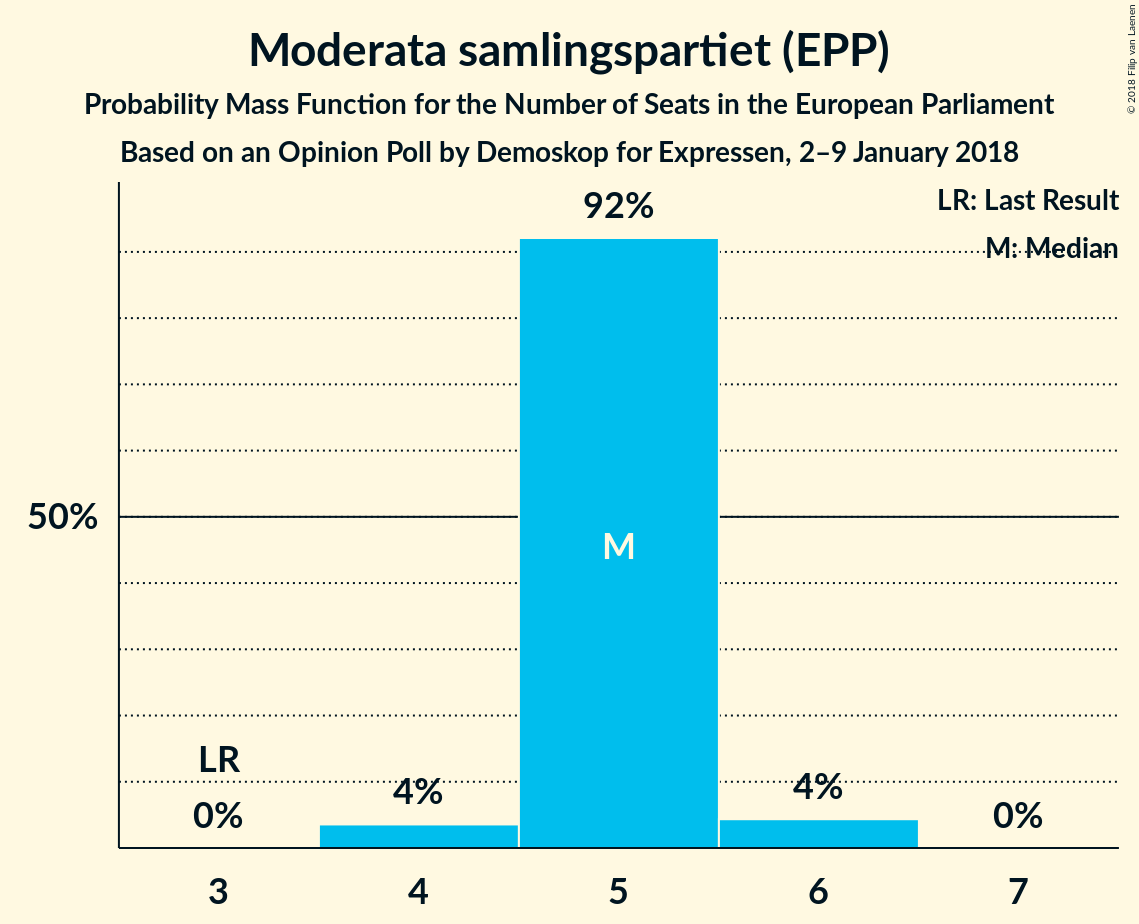 Moderata samlingspartiet (EPP)
Probability Mass Function for the Number of Seats in the European Parliament
Based on an Opinion Poll by Demoskop for Expressen, 2–9 January 2018
© 2018 Filip van Laenen
LR: Last Result
M: Median
92%
50%
M
LR
0%
4%
4%
0%
3
4
5
6
7